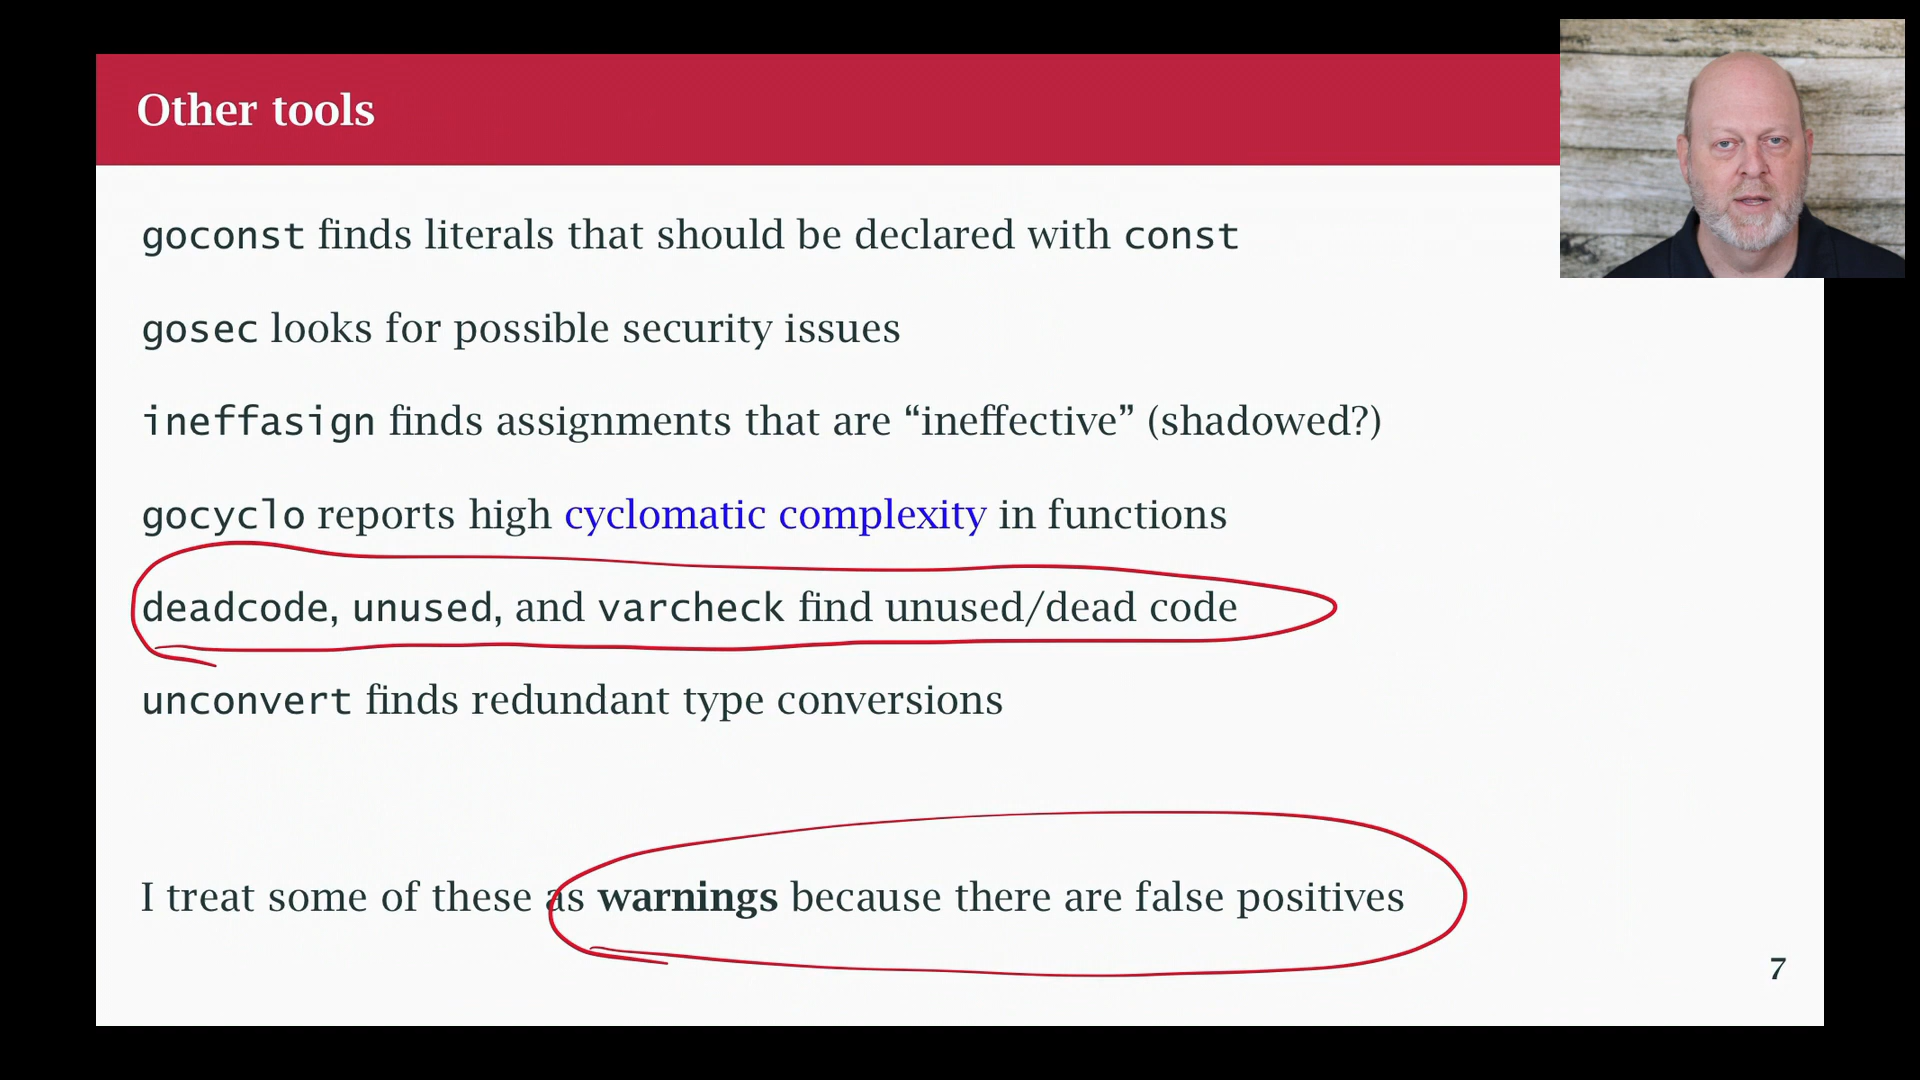 Other tools
goconst finds literals that should be declared with const
gosec looks for possible security issues
ineffasign finds assignments that are “ineffective” (shadowed?)
gocyclo reports high cyclomatic complexity in functions
deadcode, unused, and varcheck find unused/dead code
unconvert finds redundant type conversions
I treat some of these as warnings because there are false positives
7